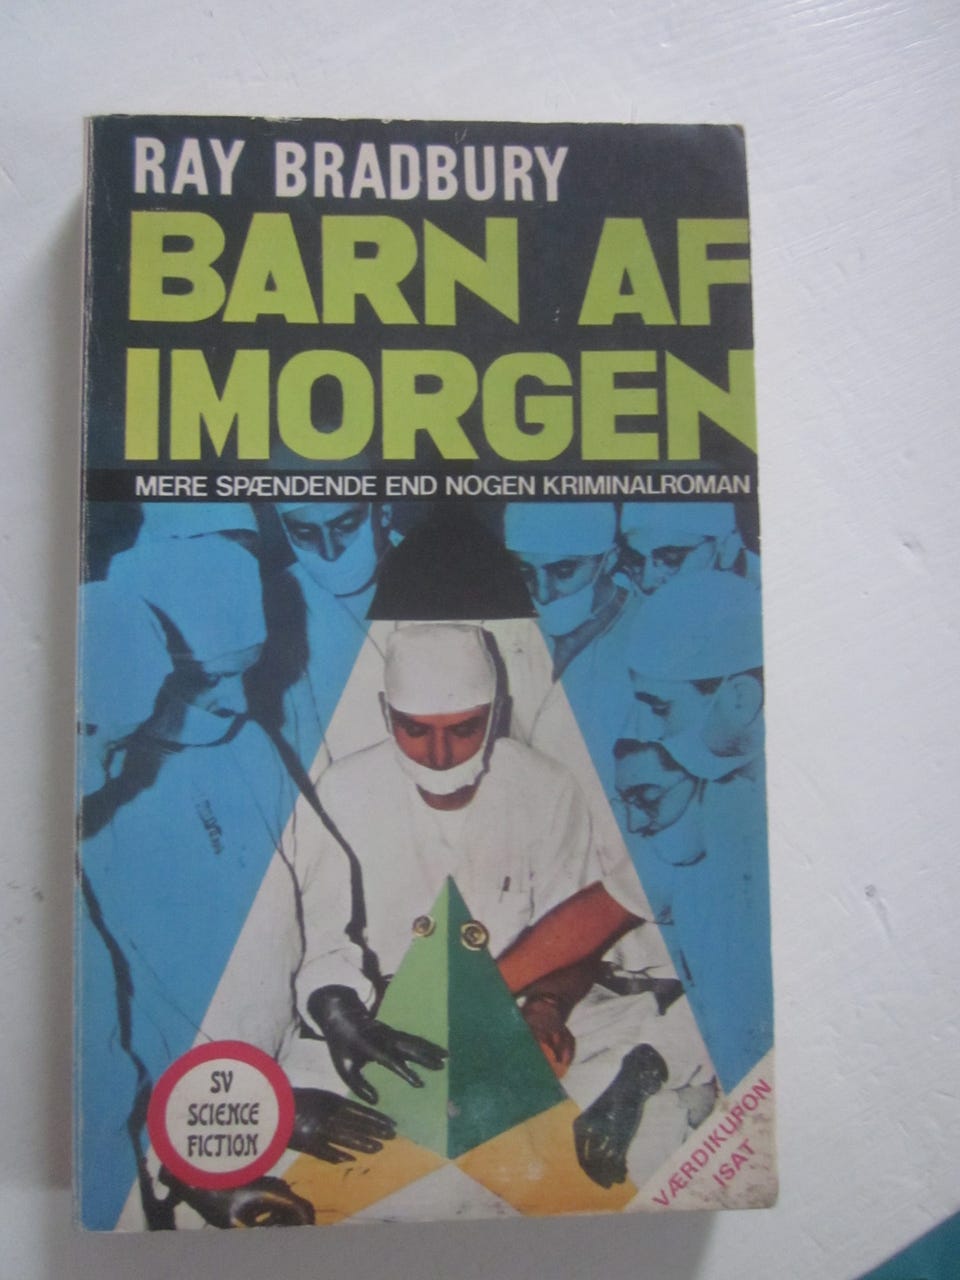 RAY BRADBURY
BARN AF
IMORGEN
MERE SPÆNDENDE END NOGEN KRIMINALROMAN
SV
SCIENCE
FICTION
VÆRDIKUPON
ISAT